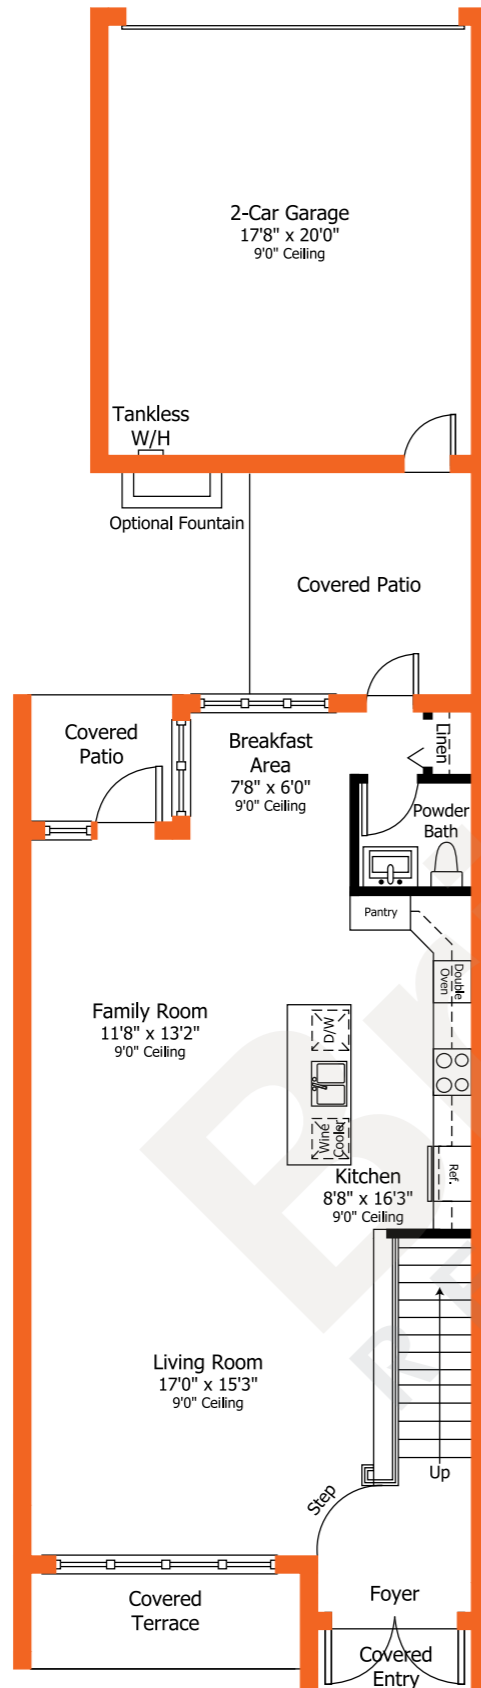 2-Car Garage
17'8" x 20'0"
9'0" Ceiling
Tankless
W/H
Optional Fountain
Covered Patio
Covered
Patio
Breakfast
Area
7'8" x 6'0"
9'0" Ceiling
Linen
Powder
Bath
Pantry
Double
Oven
Family Room
11'8" x 13'2"
9'0" Ceiling
D/W
Wine
Cooler
Kitchen
8'8" x 16'3"
9'0" Ceiling
Ref.
Living Room
17'0" x 15'3"
9'0" Ceiling
Up
Step
Foyer
Covered
Terrace
Covered
Entry